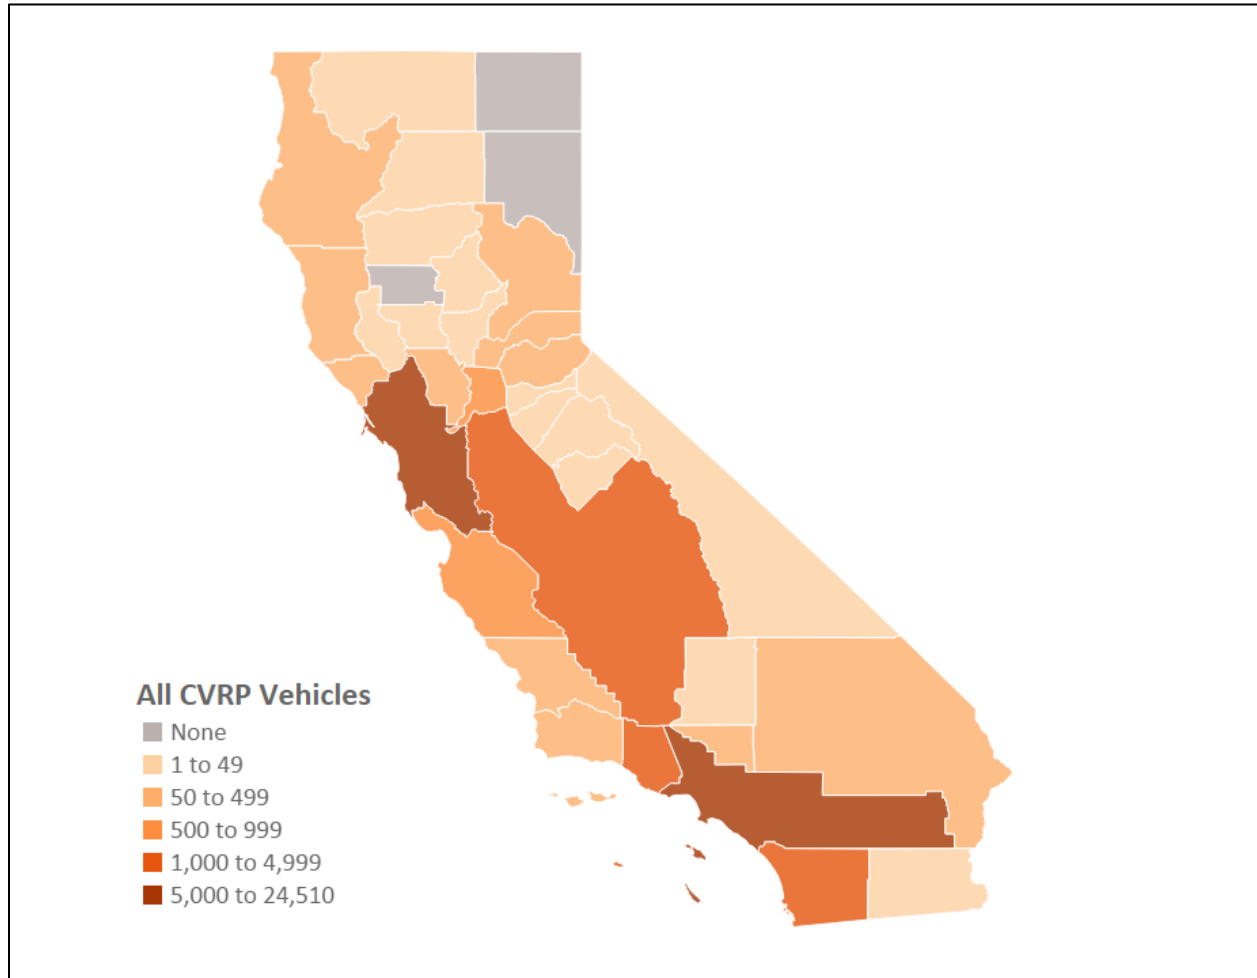 All CVRP Vehicles
None
1 to 49
50 to 499
500 to 999
1,000 to 4,999
5,000 to 24,510